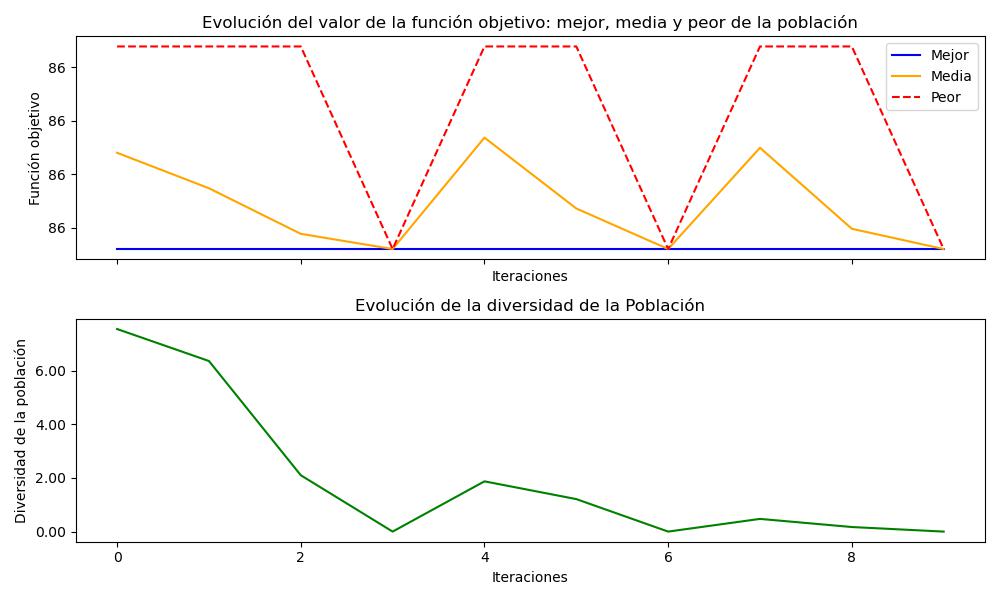 Evolución del valor de la función objetivo: mejor, media y peor de la población
Función objetivo
86
86
86
86
Mejor
Media
Peor
Iteraciones
Evolución de la diversidad de la Población
Diversidad de la población
6.00
4.00
2.00
0.00
0 2 4 6 8
Iteraciones